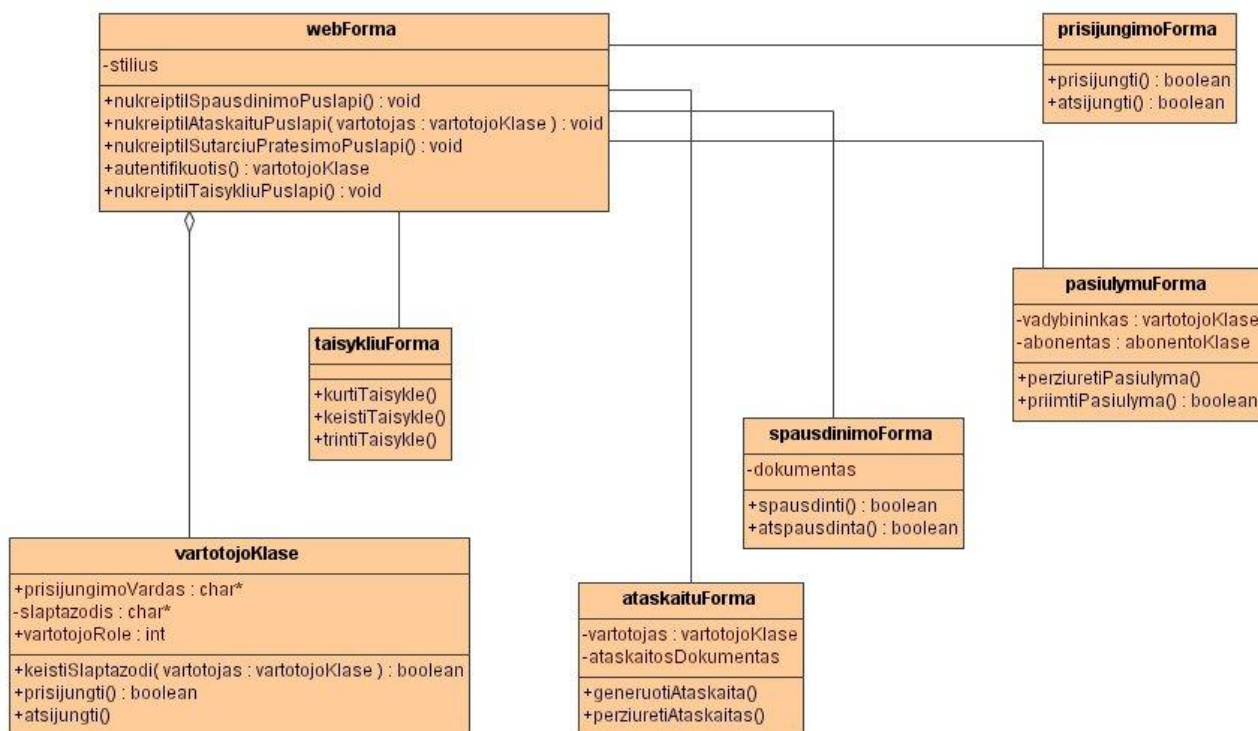 webForma
-stilius
+nukreiptiISpausdinimoPuslapi() : void
+nukreiptiIAtaskaituPuslapi( vartotojas : vartotojoKlase ) : void
+nukreiptiISutarciuPratesimoPuslapi() : void
+autentifikuotis() : vartotojoKlase
+nukreiptiITaisykliuPuslapi() : void
prisijungimoForma
+prisijungti() : boolean
+atsijungti() : boolean
pasiulymuForma
-vadybininkas : vartotojoKlase
-abonentas : abonentoKlase
+perziuretiPasiulyma()
+priimtiPasiulyma() : boolean
taisykliuForma
+kurtiTaisykle()
+keistiTaisykle()
+trintiTaisykle()
spausdinimoForma
-dokumentas
+spausdinti() : boolean
+atspausdinta() : boolean
vartotojoKlase
+prisijungimoVardas : char*
-slaptazodis : char*
+vartotojoRole : int
+keistiSlaptazodi( vartotojas : vartotojoKlase ) : boolean
+prisijungti() : boolean
+atsijungti()
ataskaituForma
-vartotojas : vartotojoKlase
-ataskaitosDokumentas
+generuotiAtaskaita()
+perziuretiAtaskaitas()